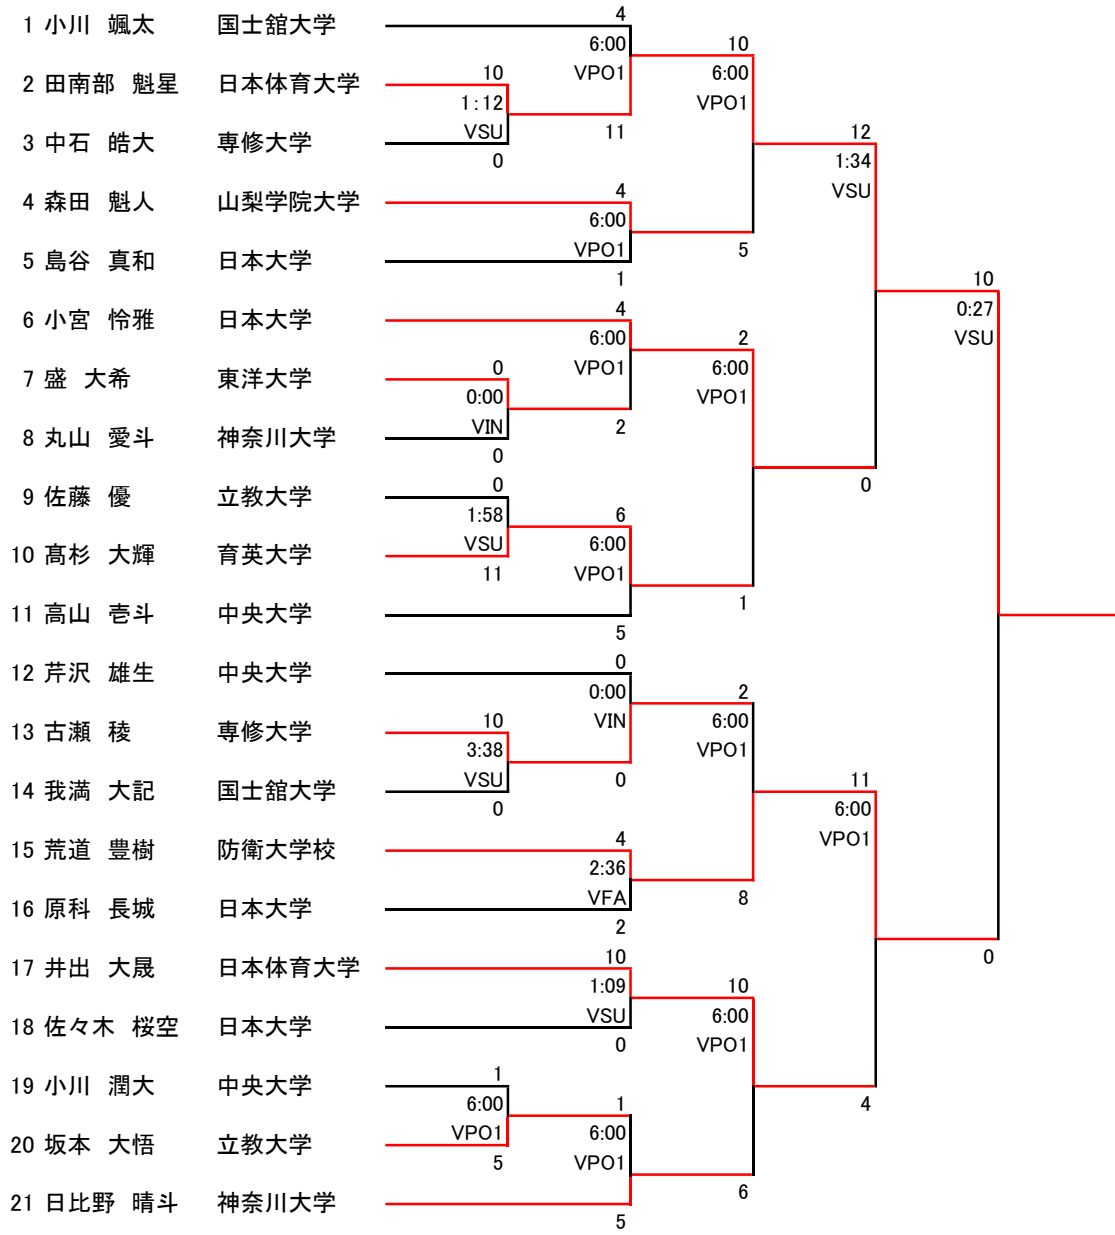 4
1 小川 颯太 国士舘大学
6:00 10
10 VPO1 6:00
2 田南部 魁星 日本体育大学
1:12 VPO1
VSU 11 12
3 中石 皓大 専修大学
0 1:34
4 VSU
4 森田 魁人 山梨学院大学
6:00
VPO1 5
5 島谷 真和 日本大学
1 10
4 0:27
6 小宮 怜雅 日本大学
6:00 2 VSU
0 VPO1 6:00
7 盛 大希 東洋大学
0:00 VPO1
VIN 2
8 丸山 愛斗 神奈川大学
0
0 0
9 佐藤 優 立教大学
1:58 6
VSU 6:00
10 髙杉 大輝 育英大学
11 VPO1
1
11 高山 壱斗 中央大学
5
0
12 芹沢 雄生 中央大学
0:00 2
10 VIN 6:00
13 古瀬 稜 専修大学
3:38 VPO1
VSU 0 11
14 我満 大記 国士舘大学
0 6:00
4 VPO1
15 荒道 豊樹 防衛大学校
2:36
VFA 8
16 原科 長城 日本大学
2
10 0
17 井出 大晟 日本体育大学
1:09 10
VSU 6:00
18 佐々木 桜空 日本大学
0 VPO1
1
19 小川 潤大 中央大学
6:00 1 4
VPO1 6:00
20 坂本 大悟 立教大学
5 VPO1
6
21 日比野 晴斗 神奈川大学
5